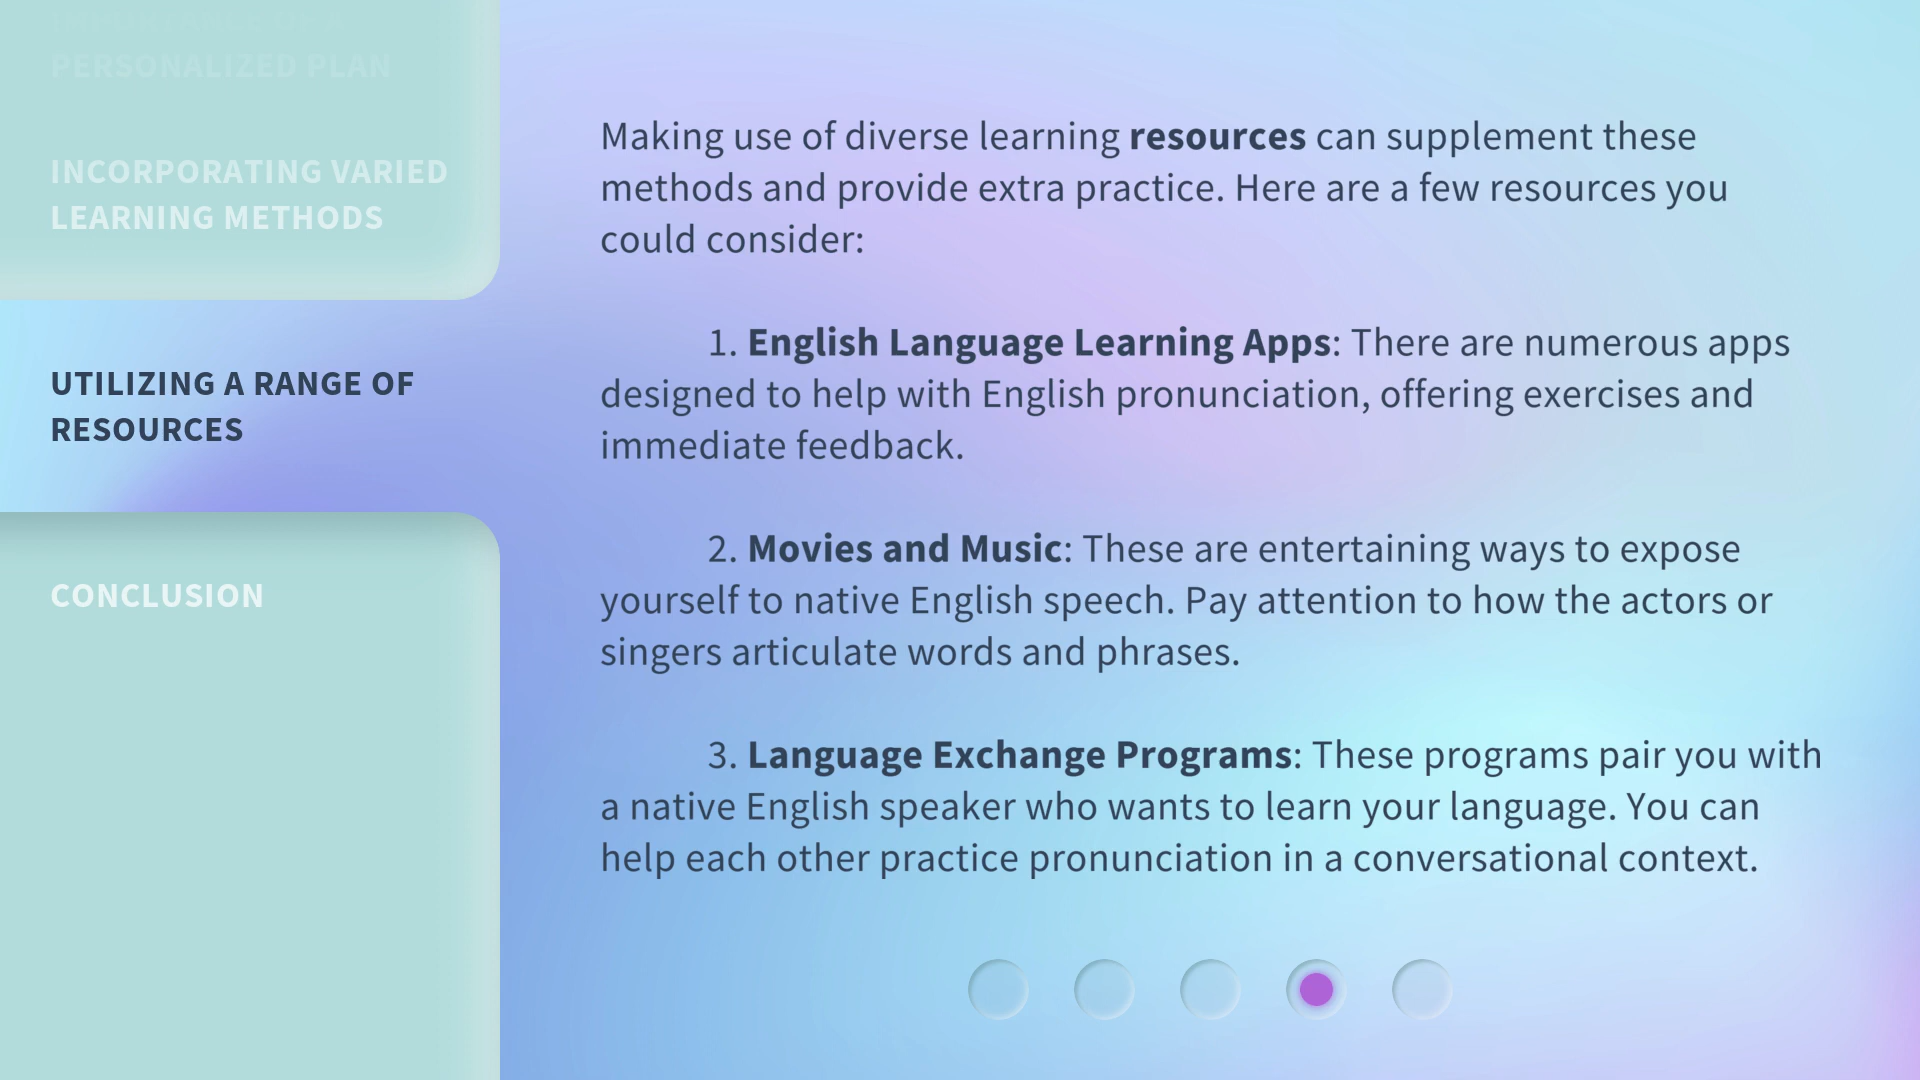 IMPORTANCE OF A
PERSONALIZED PLAN
INCORPORATING VARIED
LEARNING METHODS
UTILIZING A RANGE OF
RESOURCES
CONCLUSION
Making use of diverse learning resources can supplement these
methods and provide extra practice. Here are a few resources you
could consider:
1. English Language Learning Apps: There are numerous apps
designed to help with English pronunciation, offering exercises and
immediate feedback.
2. Movies and Music: These are entertaining ways to expose
yourself to native English speech. Pay attention to how the actors or
singers articulate words and phrases.
3. Language Exchange Programs: These programs pair you with
a native English speaker who wants to learn your language. You can
help each other practice pronunciation in a conversational context.